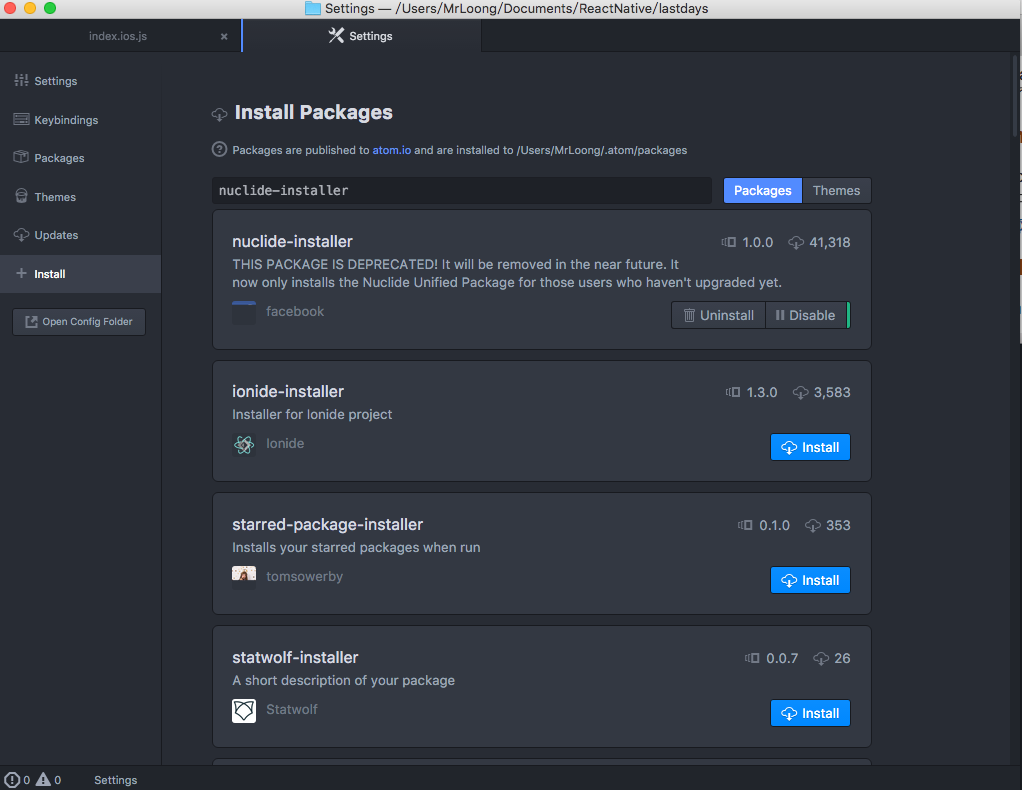 Settings — /Users/MrLoong/Documents/ReactNative/lastdays
index.ios.js
Settings
Settings
Keybindings
Packages
Themes
Updates
Install
Open Config Folder
Install Packages
Packages are published to atom.io and are installed to /Users/MrLoong/.atom/packages
nuclide-installer
Packages Themes
nuclide-installer
1.0.0 41,318
THIS PACKAGE IS DEPRECATED! It will be removed in the near future. It
now only installs the Nuclide Unified Package for those users who haven't upgraded yet.
facebook
Uninstall Disable
ionide-installer
1.3.0 3,583
Installer for Ionide project
Ionide
Install
starred-package-installer
0.1.0 353
Installs your starred packages when run
tomsowerby
Install
statwolf-installer
0.0.7 26
A short description of your package
Statwolf
Install
0 0 Settings